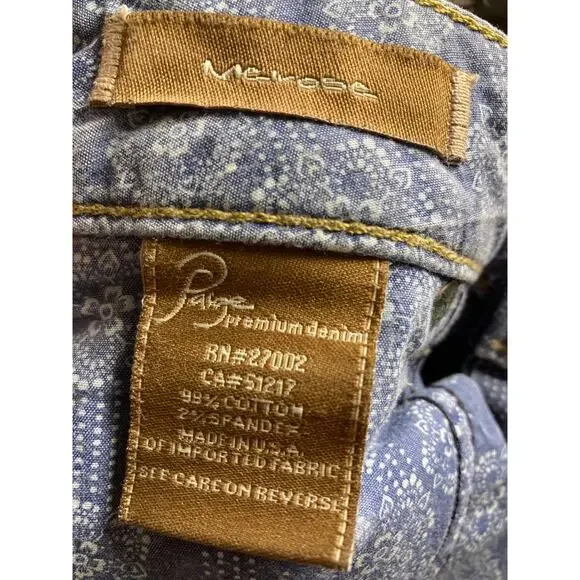 Melrose
Paige
premium denim
RN#27002
CA#51217
98% COTTON
2% SPANDEX
MADE IN U.S.A.
OF IMPORTED FABRIC
SEE CARE ON REVERSE